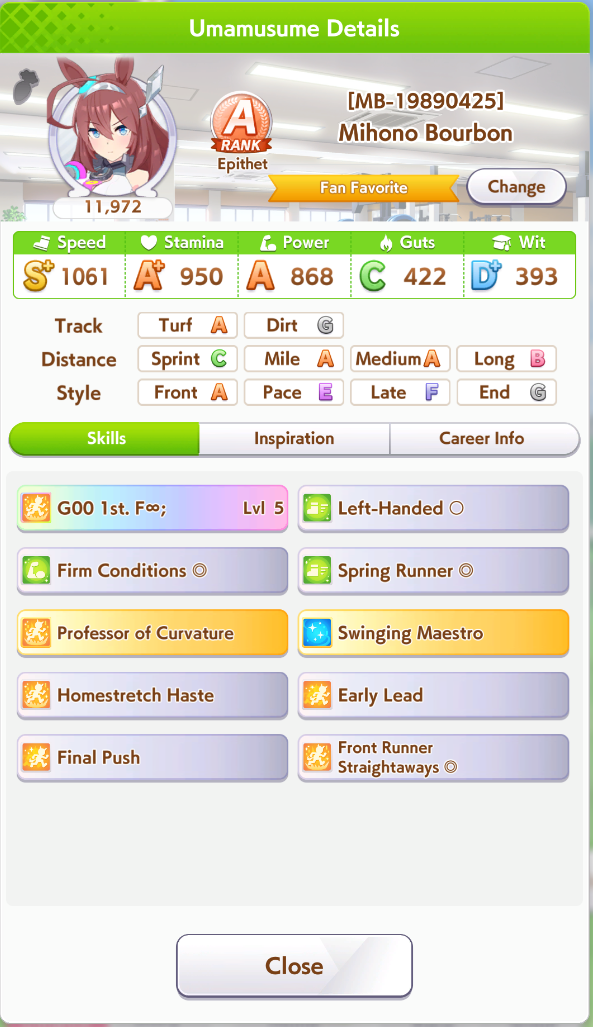 Umamusume Details
A
RANK
Epithet
[MB-19890425]
Mihono Bourbon
Fan Favorite
Change
11,972
Speed Stamina Power Guts Wit
S+ 1061 A+ 950 A 868 C 422 D+ 393
Track Turf A Dirt G
Distance Sprint C Mile A Medium A Long B
Style Front A Pace E Late F End G
Skills Inspiration Career Info
G00 1st. F∞; Lvl 5 Left-Handed ○
Firm Conditions ◎ Spring Runner ◎
Professor of Curvature Swinging Maestro
Homestretch Haste Early Lead
Final Push Front Runner
Straightaways ◎
Close